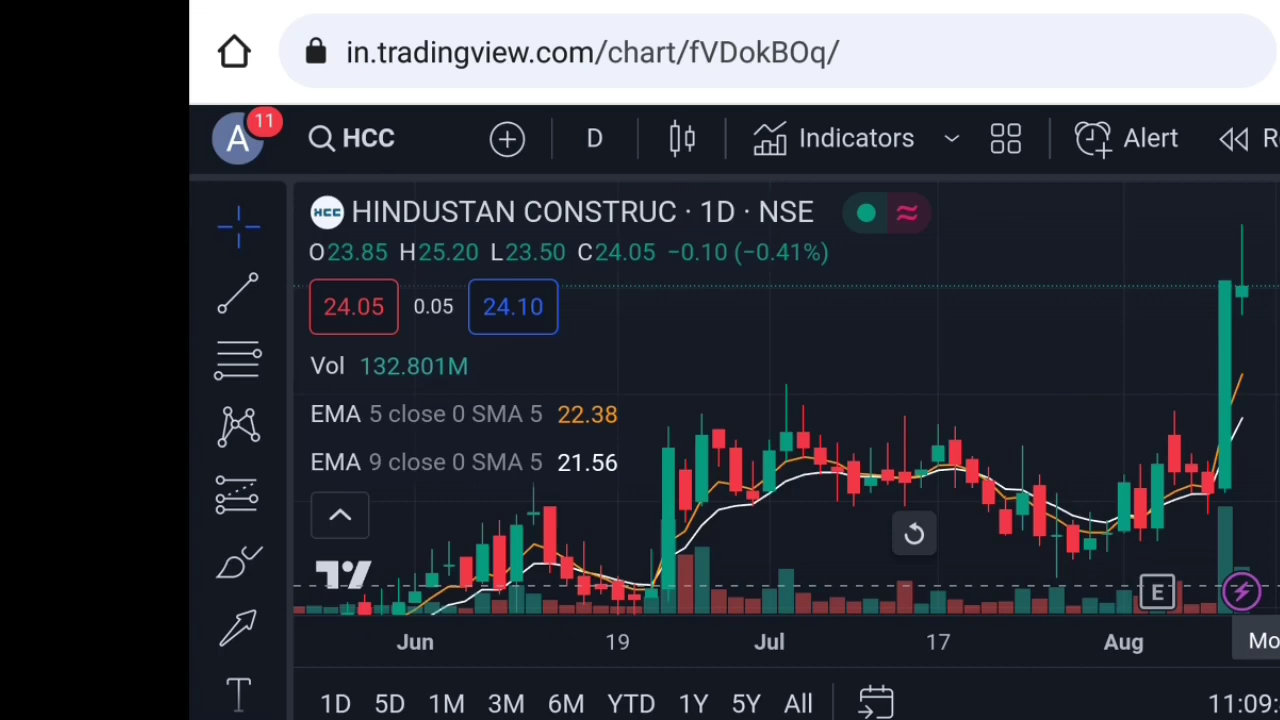 in.tradingview.com/chart/fVDokBOq/
A 11 HCC D Indicators Alert R
HCC HINDUSTAN CONSTRUC · 1D · NSE
O23.85 H25.20 L23.50 C24.05 −0.10 (−0.41%)
24.05 0.05 24.10
Vol 132.801M
EMA 5 close 0 SMA 5 22.38
EMA 9 close 0 SMA 5 21.56
E
Jun 19 Jul 17 Aug Mo
T
1D 5D 1M 3M 6M YTD 1Y 5Y All 11:09: